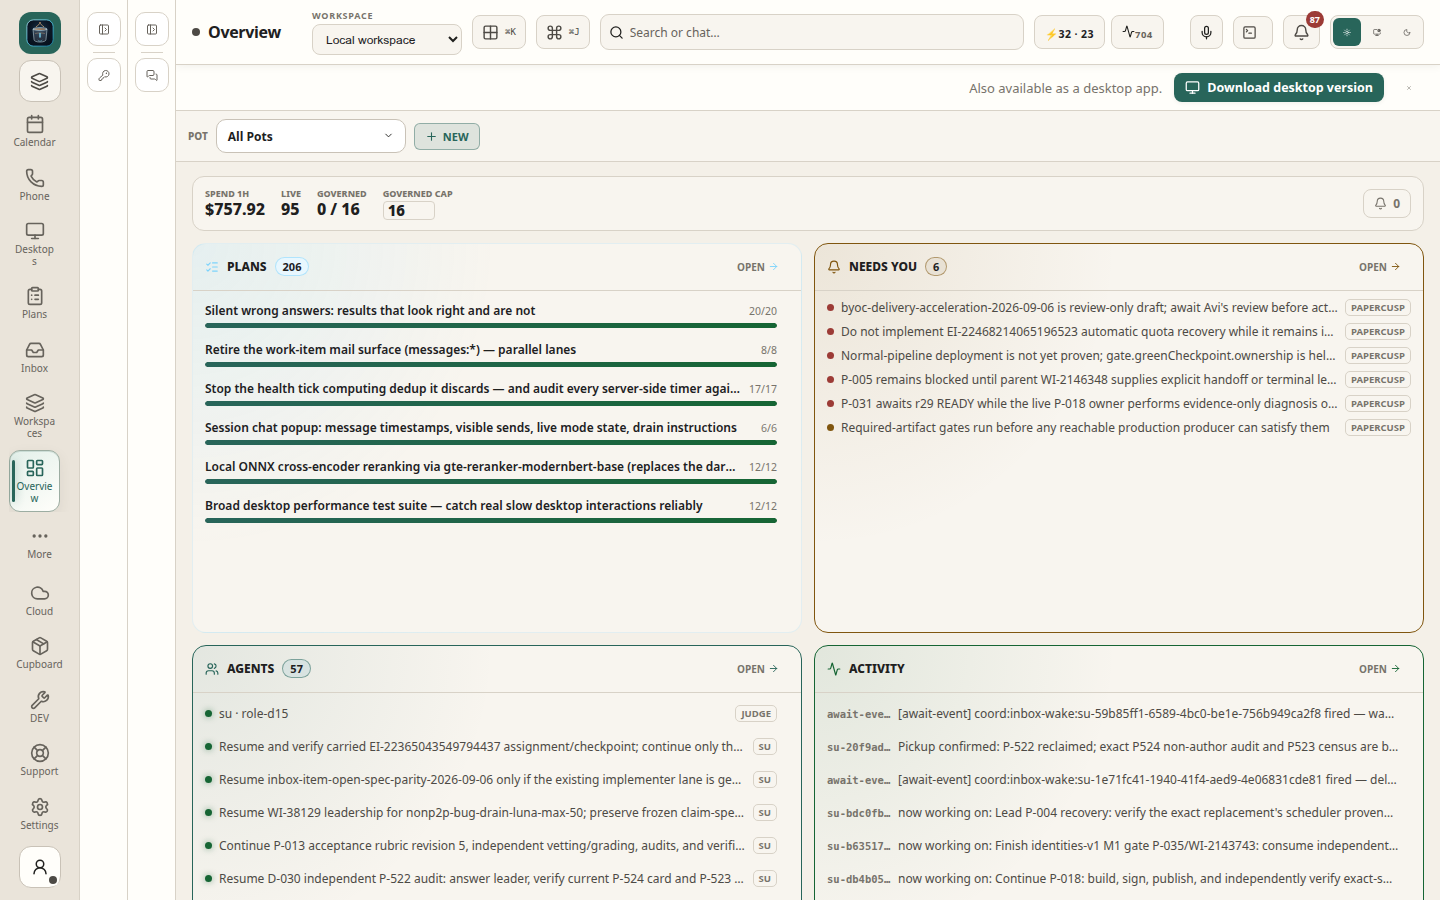 Overview
WORKSPACE
Local workspace
⌘K
⌘J
Search or chat...
⚡32 · 23
704
87
Also available as a desktop app.
Download desktop version
×
POT
All Pots
+ NEW
SPEND 1H
$757.92
LIVE
95
GOVERNED
0 / 16
GOVERNED CAP
16
0
Calendar
Phone
Desktop
s
Plans
Inbox
Workspa
ces
Overvie
w
More
Cloud
Cupboard
DEV
Support
Settings
PLANS 206 OPEN →
Silent wrong answers: results that look right and are not 20/20
Retire the work-item mail surface (messages:*) — parallel lanes 8/8
Stop the health tick computing dedup it discards — and audit every server-side timer agai... 17/17
Session chat popup: message timestamps, visible sends, live mode state, drain instructions 6/6
Local ONNX cross-encoder reranking via gte-reranker-modernbert-base (replaces the dar... 12/12
Broad desktop performance test suite — catch real slow desktop interactions reliably 12/12
NEEDS YOU 6 OPEN →
byoc-delivery-acceleration-2026-09-06 is review-only draft; await Avi's review before act... PAPERCUSP
Do not implement EI-22468214065196523 automatic quota recovery while it remains i... PAPERCUSP
Normal-pipeline deployment is not yet proven; gate.greenCheckpoint.ownership is hel... PAPERCUSP
P-005 remains blocked until parent WI-2146348 supplies explicit handoff or terminal le... PAPERCUSP
P-031 awaits r29 READY while the live P-018 owner performs evidence-only diagnosis o... PAPERCUSP
Required-artifact gates run before any reachable production producer can satisfy them PAPERCUSP
AGENTS 57 OPEN →
su · role-d15 JUDGE
Resume and verify carried EI-22365043549794437 assignment/checkpoint; continue only th... SU
Resume inbox-item-open-spec-parity-2026-09-06 only if the existing implementer lane is ge... SU
Resume WI-38129 leadership for nonp2p-bug-drain-luna-max-50; preserve frozen claim-spe... SU
Continue P-013 acceptance rubric revision 5, independent vetting/grading, audits, and verifi... SU
Resume D-030 independent P-522 audit: answer leader, verify current P-524 card and P-523 ... SU
ACTIVITY OPEN →
await-eve… [await-event] coord:inbox-wake:su-59b85ff1-6589-4bc0-be1e-756b949ca2f8 fired — wa...
su-20f9ad… Pickup confirmed: P-522 reclaimed; exact P524 non-author audit and P523 census are b...
await-eve… [await-event] coord:inbox-wake:su-1e71fc41-1940-41f4-aed9-4e06831cde81 fired — del...
su-bdc0fb… now working on: Lead P-004 recovery: verify the exact replacement's scheduler proven...
su-b63517… now working on: Finish identities-v1 M1 gate P-035/WI-2143743: consume independent...
su-db4b05… now working on: Continue P-018: build, sign, publish, and independently verify exact-s...